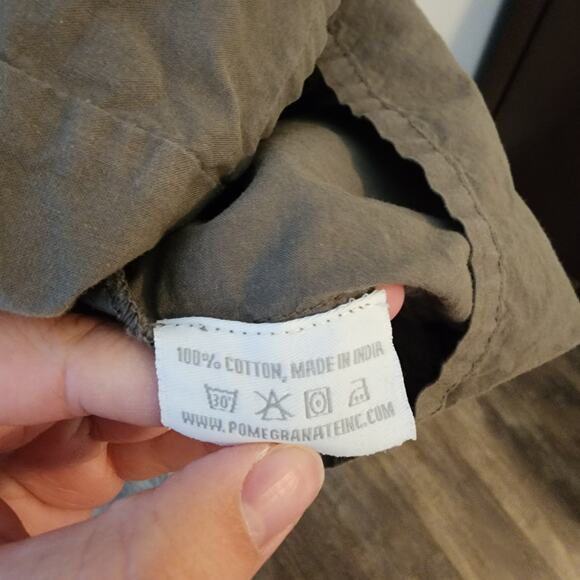 100% COTTON, MADE IN INDIA
30°
WWW.POMEGRANATEINC.COM